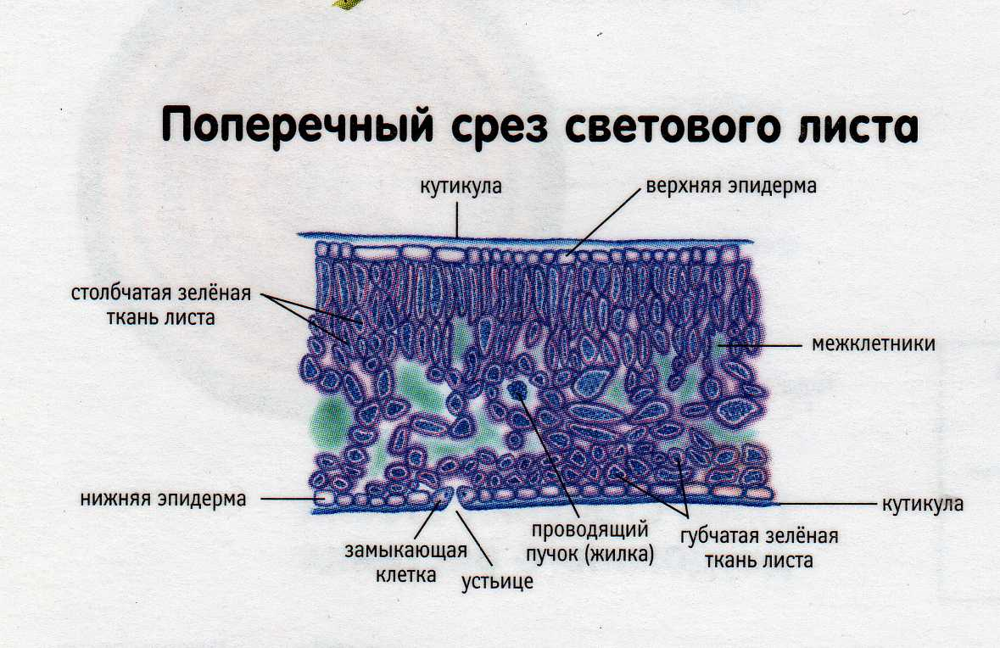 Поперечный срез светового листа
кутикула
верхняя эпидерма
столбчатая зелёная
ткань листа
межклетники
нижняя эпидерма
кутикула
замыкающая
клетка
устьице
проводящий
пучок (жилка)
губчатая зелёная
ткань листа